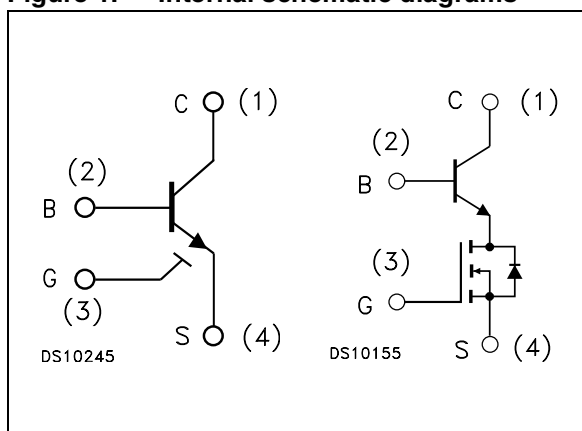 Figure 1. Internal schematic diagrams
C (1)
(2)
B
G
(3)
S (4)
DS10245
C (1)
(2)
B
(3)
G
S (4)
DS10155